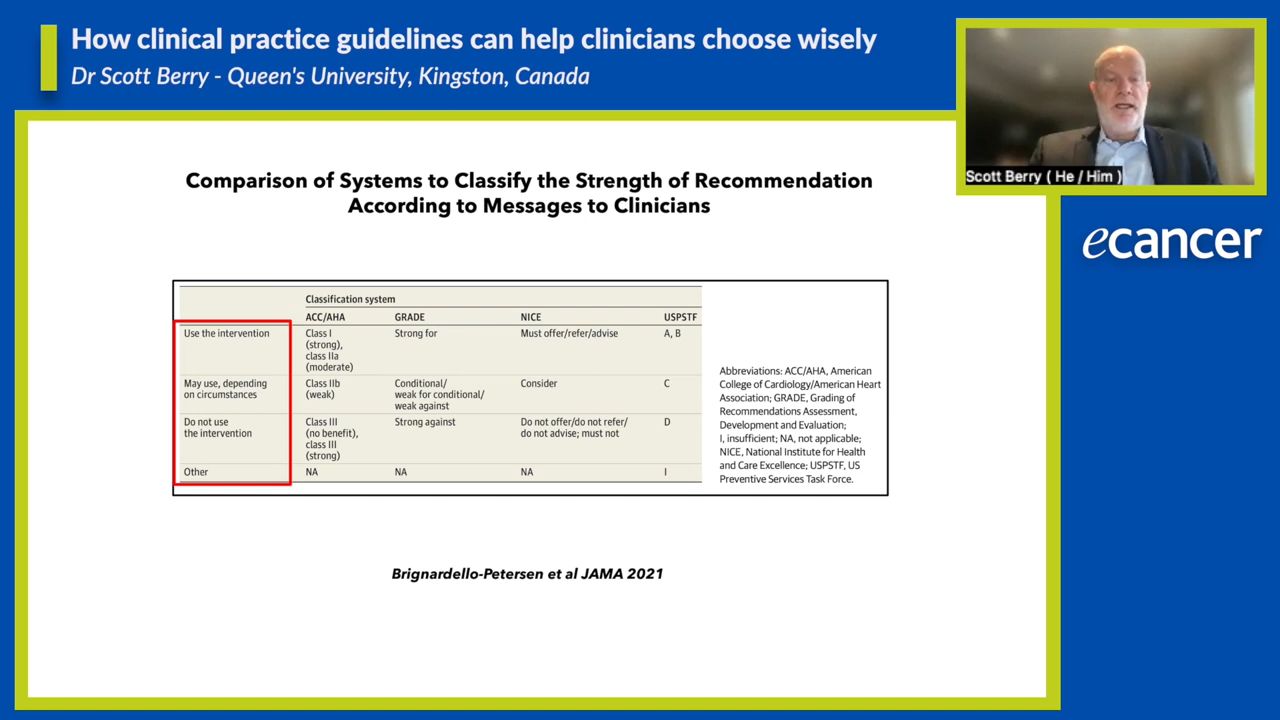 How clinical practice guidelines can help clinicians choose wisely
Dr Scott Berry - Queen's University, Kingston, Canada
Scott Berry ( He / Him )
ecancer
Comparison of Systems to Classify the Strength of Recommendation
According to Messages to Clinicians
Classification system
ACC/AHA GRADE NICE USPSTF
Use the intervention Class I Strong for Must offer/refer/advise A, B
(strong),
class IIa
(moderate)
May use, depending Class IIb Conditional/ Consider C
on circumstances (weak) weak for conditional/
weak against
Do not use Class III Strong against Do not offer/do not refer/ D
the intervention (no benefit), do not advise; must not
class III
(strong)
Other NA NA NA I
Abbreviations: ACC/AHA, American
College of Cardiology/American Heart
Association; GRADE, Grading of
Recommendations Assessment,
Development and Evaluation;
I, insufficient; NA, not applicable;
NICE, National Institute for Health
and Care Excellence; USPSTF, US
Preventive Services Task Force.
Brignardello-Petersen et al JAMA 2021